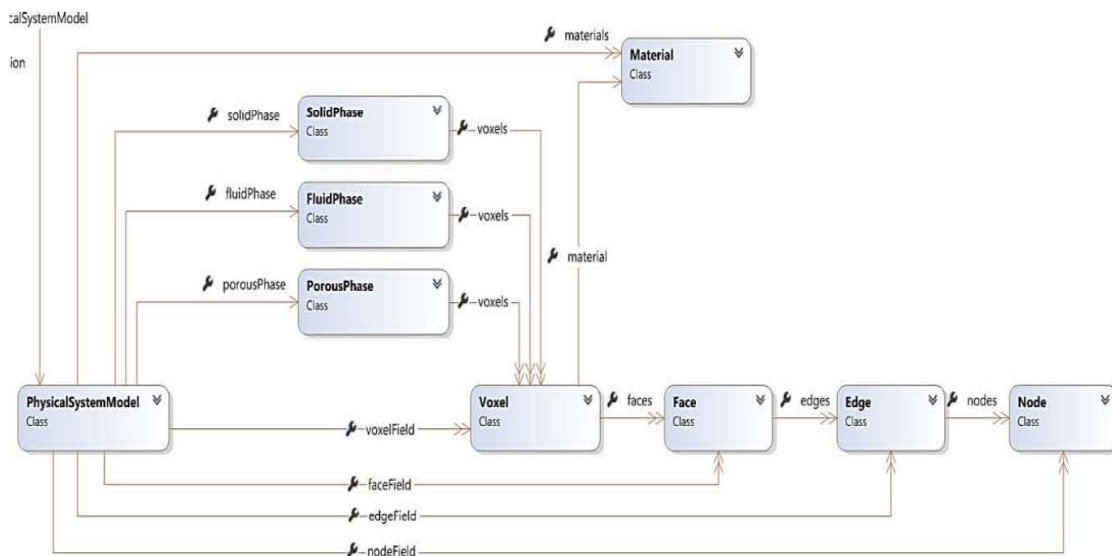 calSystemModel
ion
materials
Material
Class
solidPhase
SolidPhase
Class
voxels
fluidPhase
FluidPhase
Class
voxels
material
porousPhase
PorousPhase
Class
voxels
PhysicalSystemModel
Class
voxelField
Voxel
Class
faces
Face
Class
edges
Edge
Class
nodes
Node
Class
faceField
edgeField
nodeField